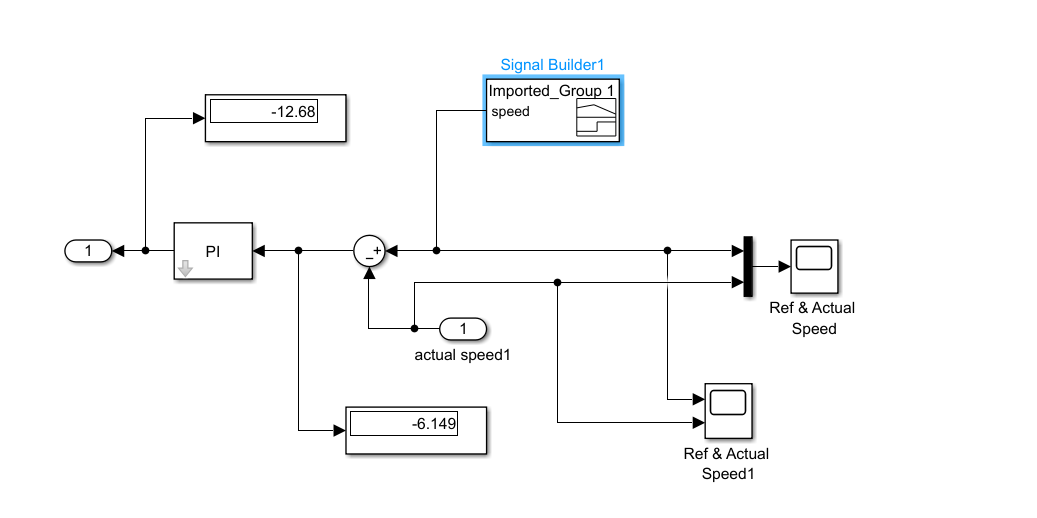 Signal Builder1
Imported_Group 1
speed
-12.68
1
PI
+
−
1
actual speed1
Ref & Actual
Speed
-6.149
Ref & Actual
Speed1